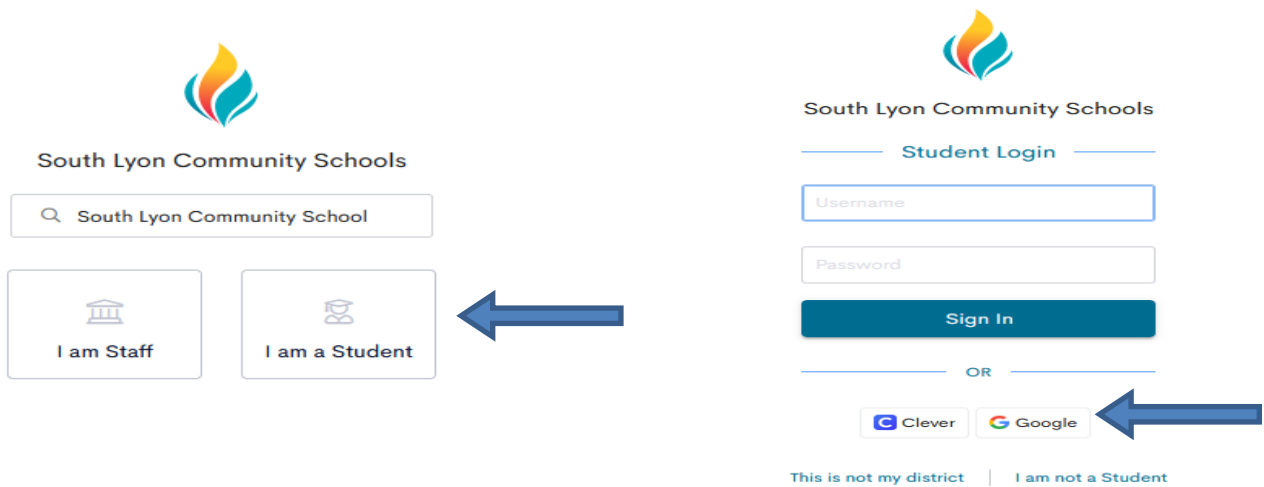 South Lyon Community Schools
South Lyon Community School
I am Staff
I am a Student
South Lyon Community Schools
Student Login
Username
Password
Sign In
OR
Clever
Google
This is not my district
I am not a Student